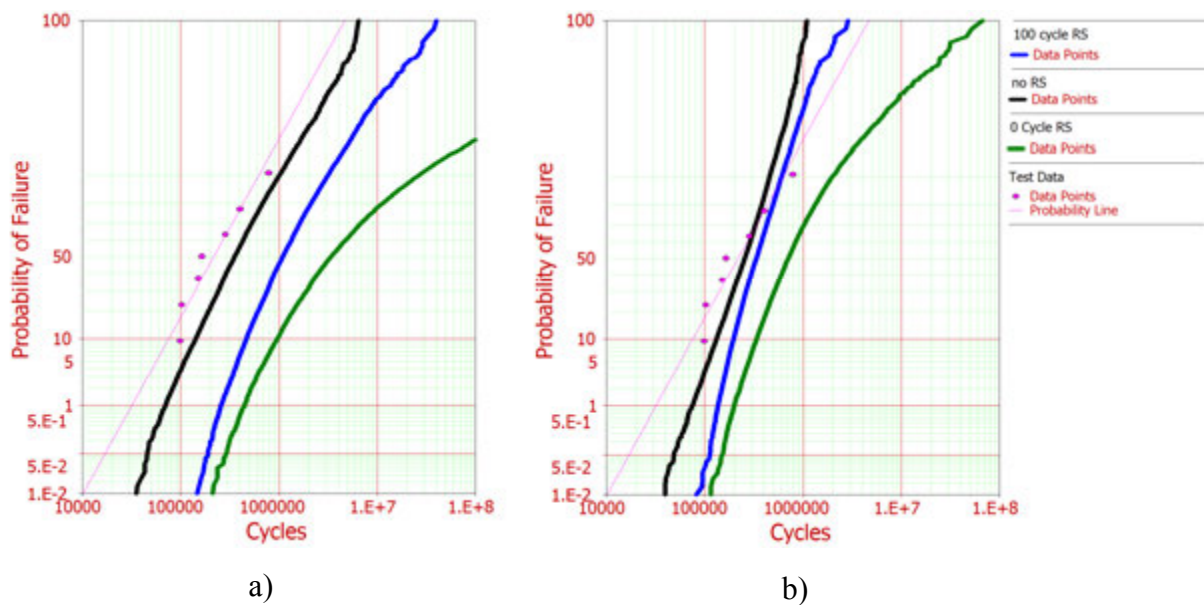 Probability of Failure
100
50
10
5
1
5.E-1
5.E-2
1.E-2
10000
100000
1000000
1.E+7
1.E+8
Cycles
a)
Probability of Failure
100
50
10
5
1
5.E-1
5.E-2
1.E-2
10000
100000
1000000
1.E+7
1.E+8
Cycles
b)
100 cycle RS
Data Points
no RS
Data Points
0 Cycle RS
Data Points
Test Data
Data Points
Probability Line